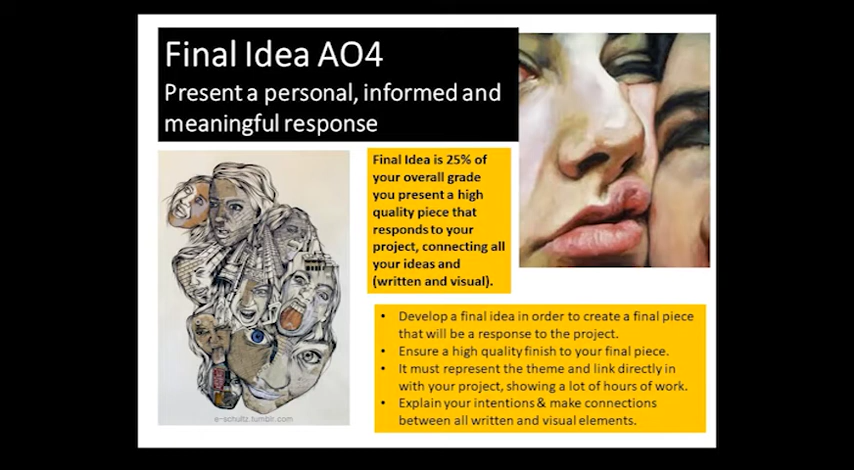 Final Idea AO4
Present a personal, informed and
meaningful response
Final Idea is 25% of
your overall grade
you present a high
quality piece that
responds to your
project, connecting all
your ideas and
(written and visual).
• Develop a final idea in order to create a final piece
that will be a response to the project.
• Ensure a high quality finish to your final piece.
• It must represent the theme and link directly in
with your project, showing a lot of hours of work.
• Explain your intentions & make connections
between all written and visual elements.
e-schultz.tumblr.com